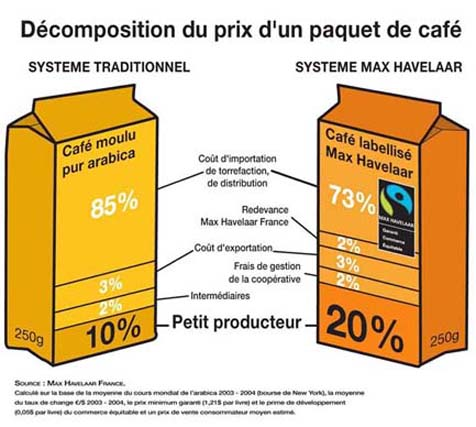 Décomposition du prix d'un paquet de café
SYSTEME TRADITIONNEL
SYSTEME MAX HAVELAAR
Café moulu
pur arabica
85%
3%
2%
10%
250g
Coût d'importation
de torrefaction,
de distribution
Redevance
Max Havelaar France
Coût d'exportation
Frais de gestion
de la coopérative
Intermédiaires
Petit producteur
Café labellisé
Max Havelaar
73%
MAX HAVELAAR
Garanti
Commerce
Equitable
2%
3%
2%
20%
250g
SOURCE : MAX HAVELAAR FRANCE.
Calculé sur la base de la moyenne du cours mondial de l'arabica 2003 - 2004 (bourse de New York), la moyenne
du taux de change €/$ 2003 - 2004, le prix minimum garanti (1,21$ par livre) et la prime de développement
(0,05$ par livre) du commerce équitable et un prix de vente consommateur moyen estimé.